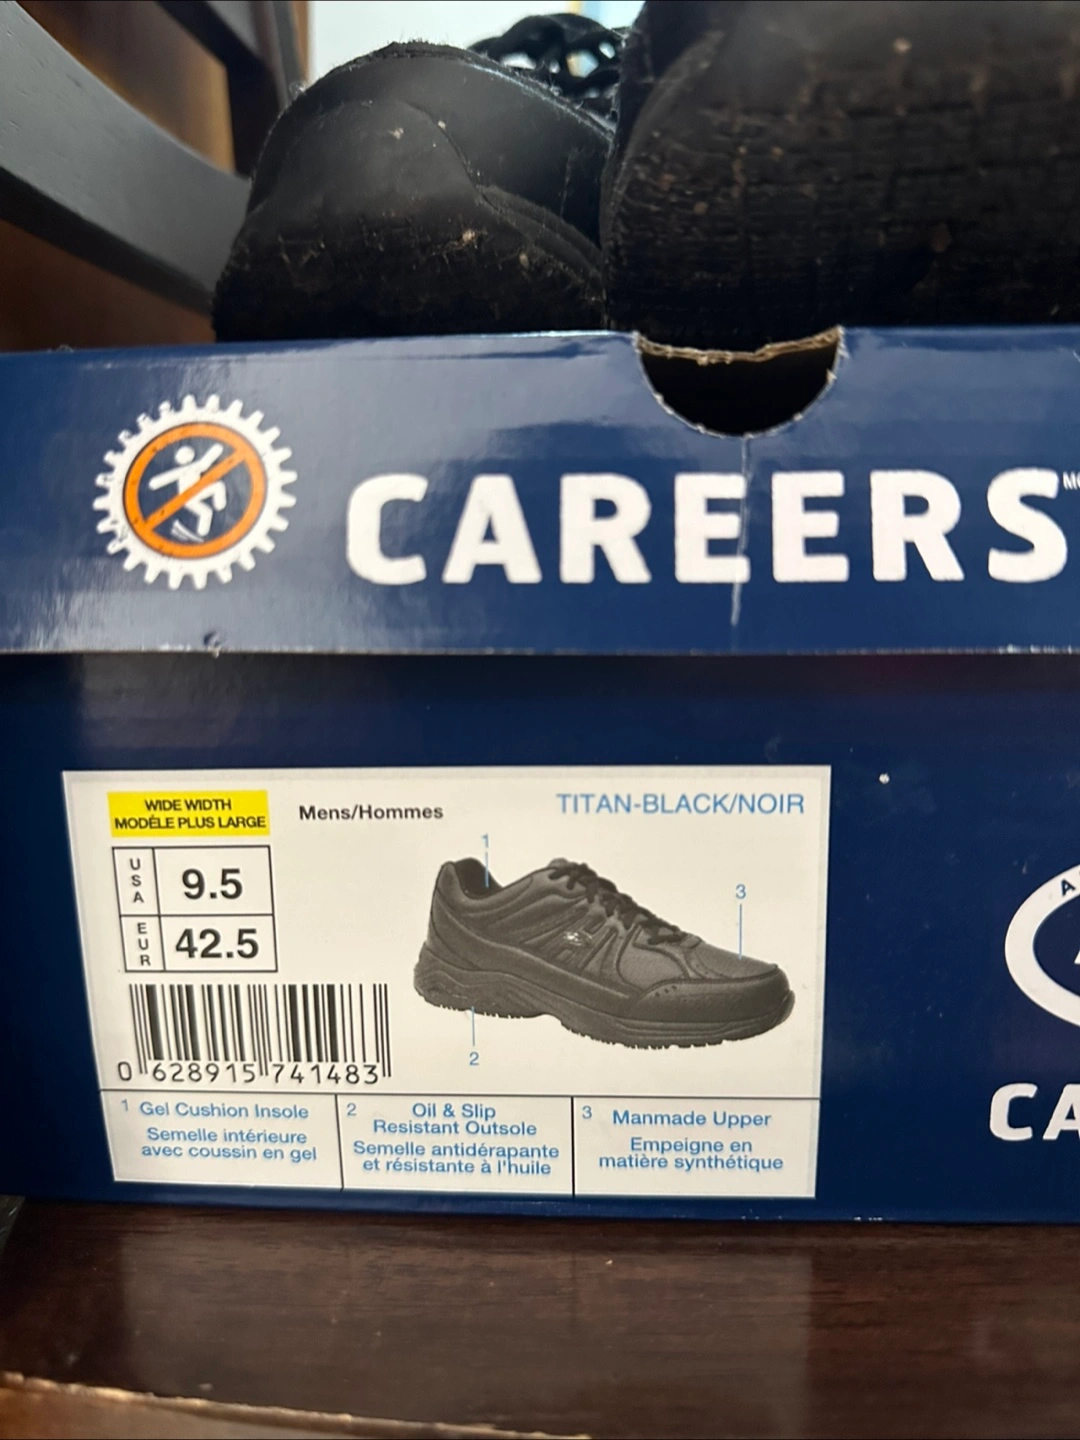 CAREERS
WIDE WIDTH
MODÉLE PLUS LARGE
Mens/Hommes
TITAN-BLACK/NOIR
USA
9.5
EUR
42.5
1
3
2
0 628915 741483
1 Gel Cushion Insole
Semelle intérieure
avec coussin en gel
2 Oil & Slip
Resistant Outsole
Semelle antidérapante
et résistante à l'huile
3 Manmade Upper
Empeigne en
matière synthétique
CA